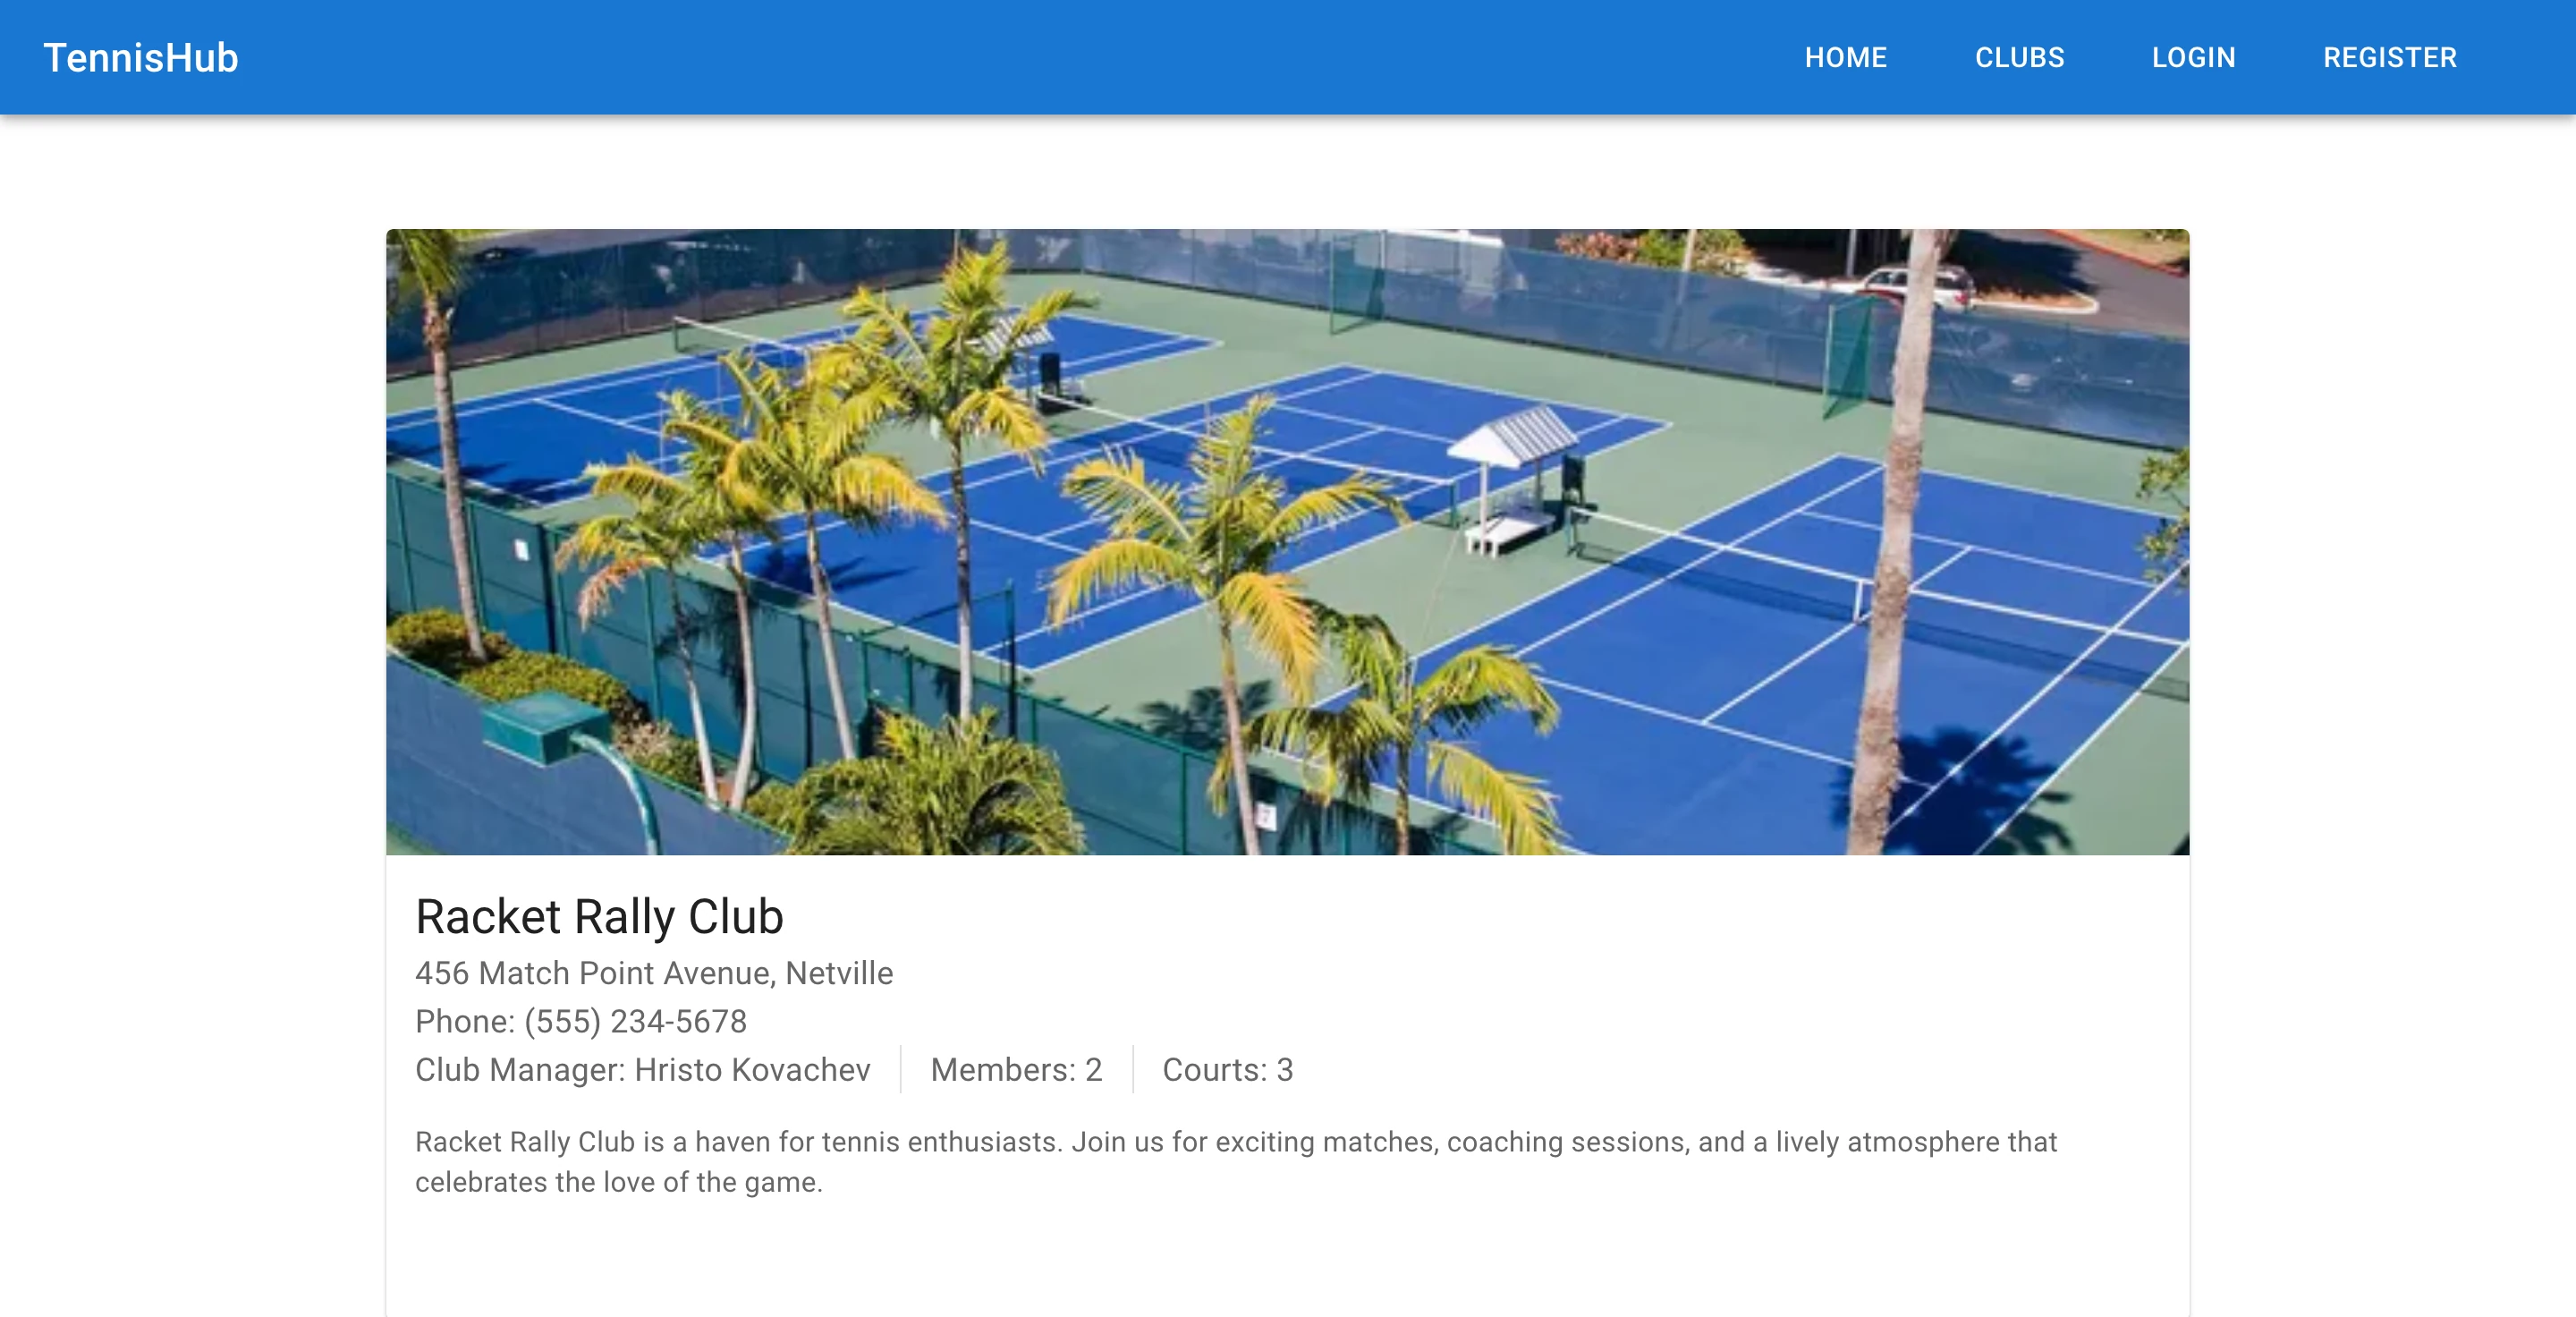 TennisHub
HOME CLUBS LOGIN REGISTER
Racket Rally Club
456 Match Point Avenue, Netville
Phone: (555) 234-5678
Club Manager: Hristo Kovachev Members: 2 Courts: 3
Racket Rally Club is a haven for tennis enthusiasts. Join us for exciting matches, coaching sessions, and a lively atmosphere that
celebrates the love of the game.